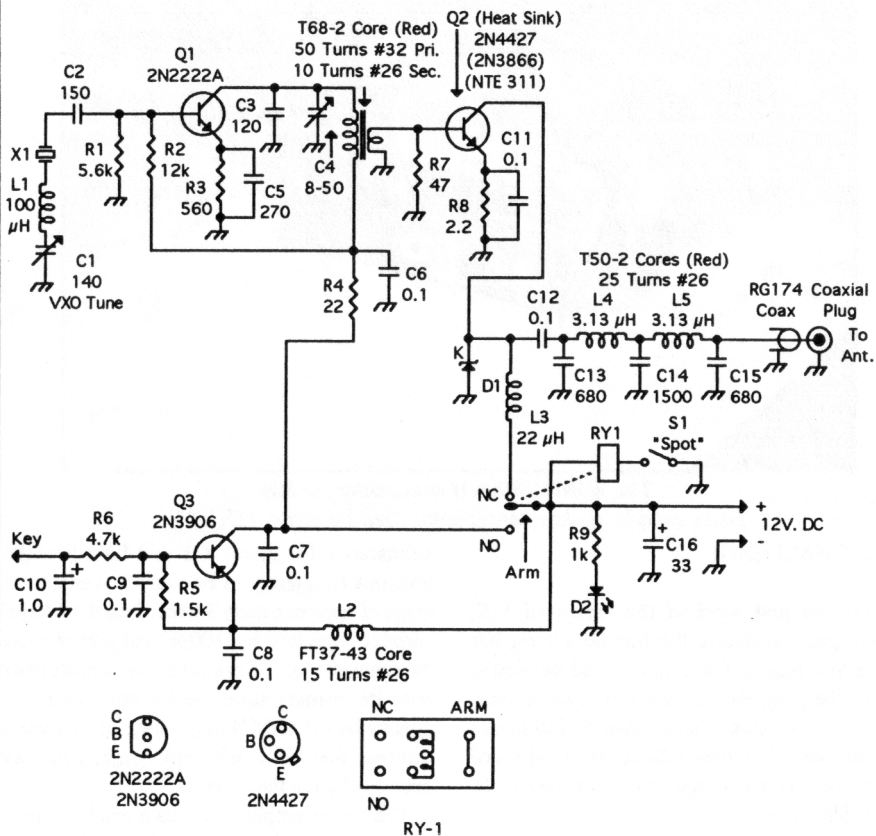 T68-2 Core (Red)
50 Turns #32 Pri.
10 Turns #26 Sec.
Q2 (Heat Sink)
2N4427
(2N3866)
(NTE 311)
Q1
2N2222A
C2
150
C3
120
C11
0.1
X1
R1
5.6k
R2
12k
L1
100
µH
R3
560
C5
270
C4
8-50
R7
47
R8
2.2
C1
140
VXO Tune
R4
22
C6
0.1
T50-2 Cores (Red)
25 Turns #26
L4
3.13 µH
L5
3.13 µH
C12
0.1
RG174
Coax
Coaxial
Plug
To
Ant.
K
D1
C13
680
C14
1500
C15
680
L3
22 µH
RY1
S1
"Spot"
NC
NO
Arm
+
12V. DC
-
R9
1k
+
C16
33
D2
Q3
2N3906
Key
R6
4.7k
+
C10
1.0
C9
0.1
R5
1.5k
C7
0.1
L2
C8
0.1
FT37-43 Core
15 Turns #26
C
B
E
2N2222A
2N3906
C
B
E
2N4427
NC
ARM
NO
RY-1